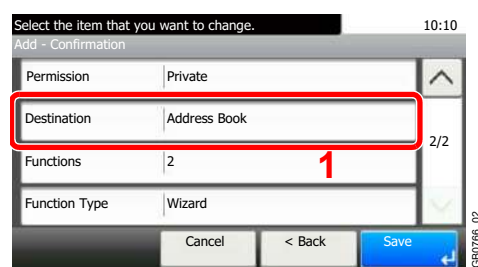 Select the item that you want to change. 10:10
Add - Confirmation
Permission Private
Destination Address Book
2/2
Functions 2 1
Function Type Wizard
Cancel < Back Save
GB0766_02